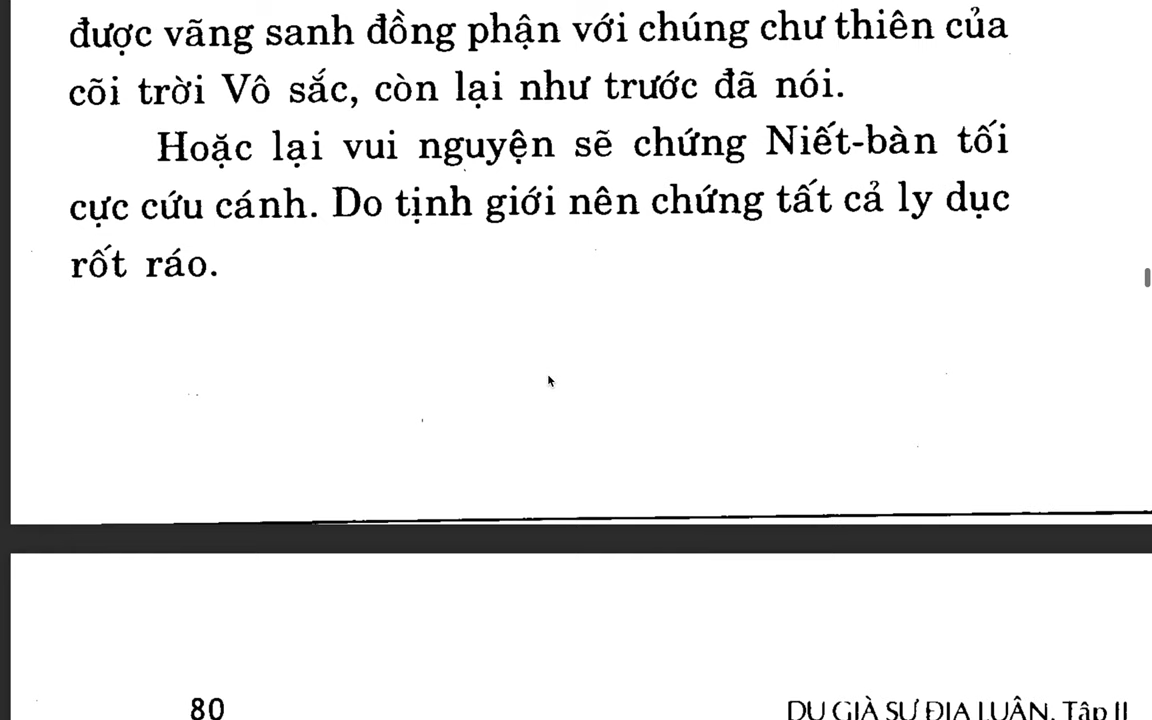 được vãng sanh đồng phận với chúng chư thiên của
cõi trời Vô sắc, còn lại như trước đã nói.
Hoặc lại vui nguyện sẽ chứng Niết-bàn tối
cực cứu cánh. Do tịnh giới nên chứng tất cả ly dục
rốt ráo.
80
DU GIÀ SƯ ĐỊA LUẬN, Tập II